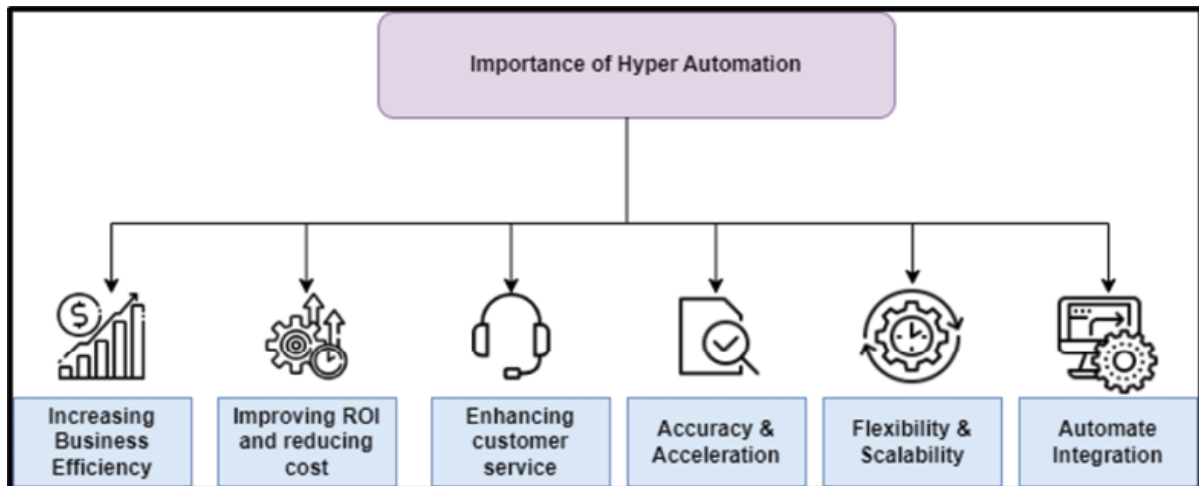 Importance of Hyper Automation
$
Increasing
Business
Efficiency
Improving ROI
and reducing
cost
Enhancing
customer
service
Accuracy &
Acceleration
Flexibility &
Scalability
Automate
Integration